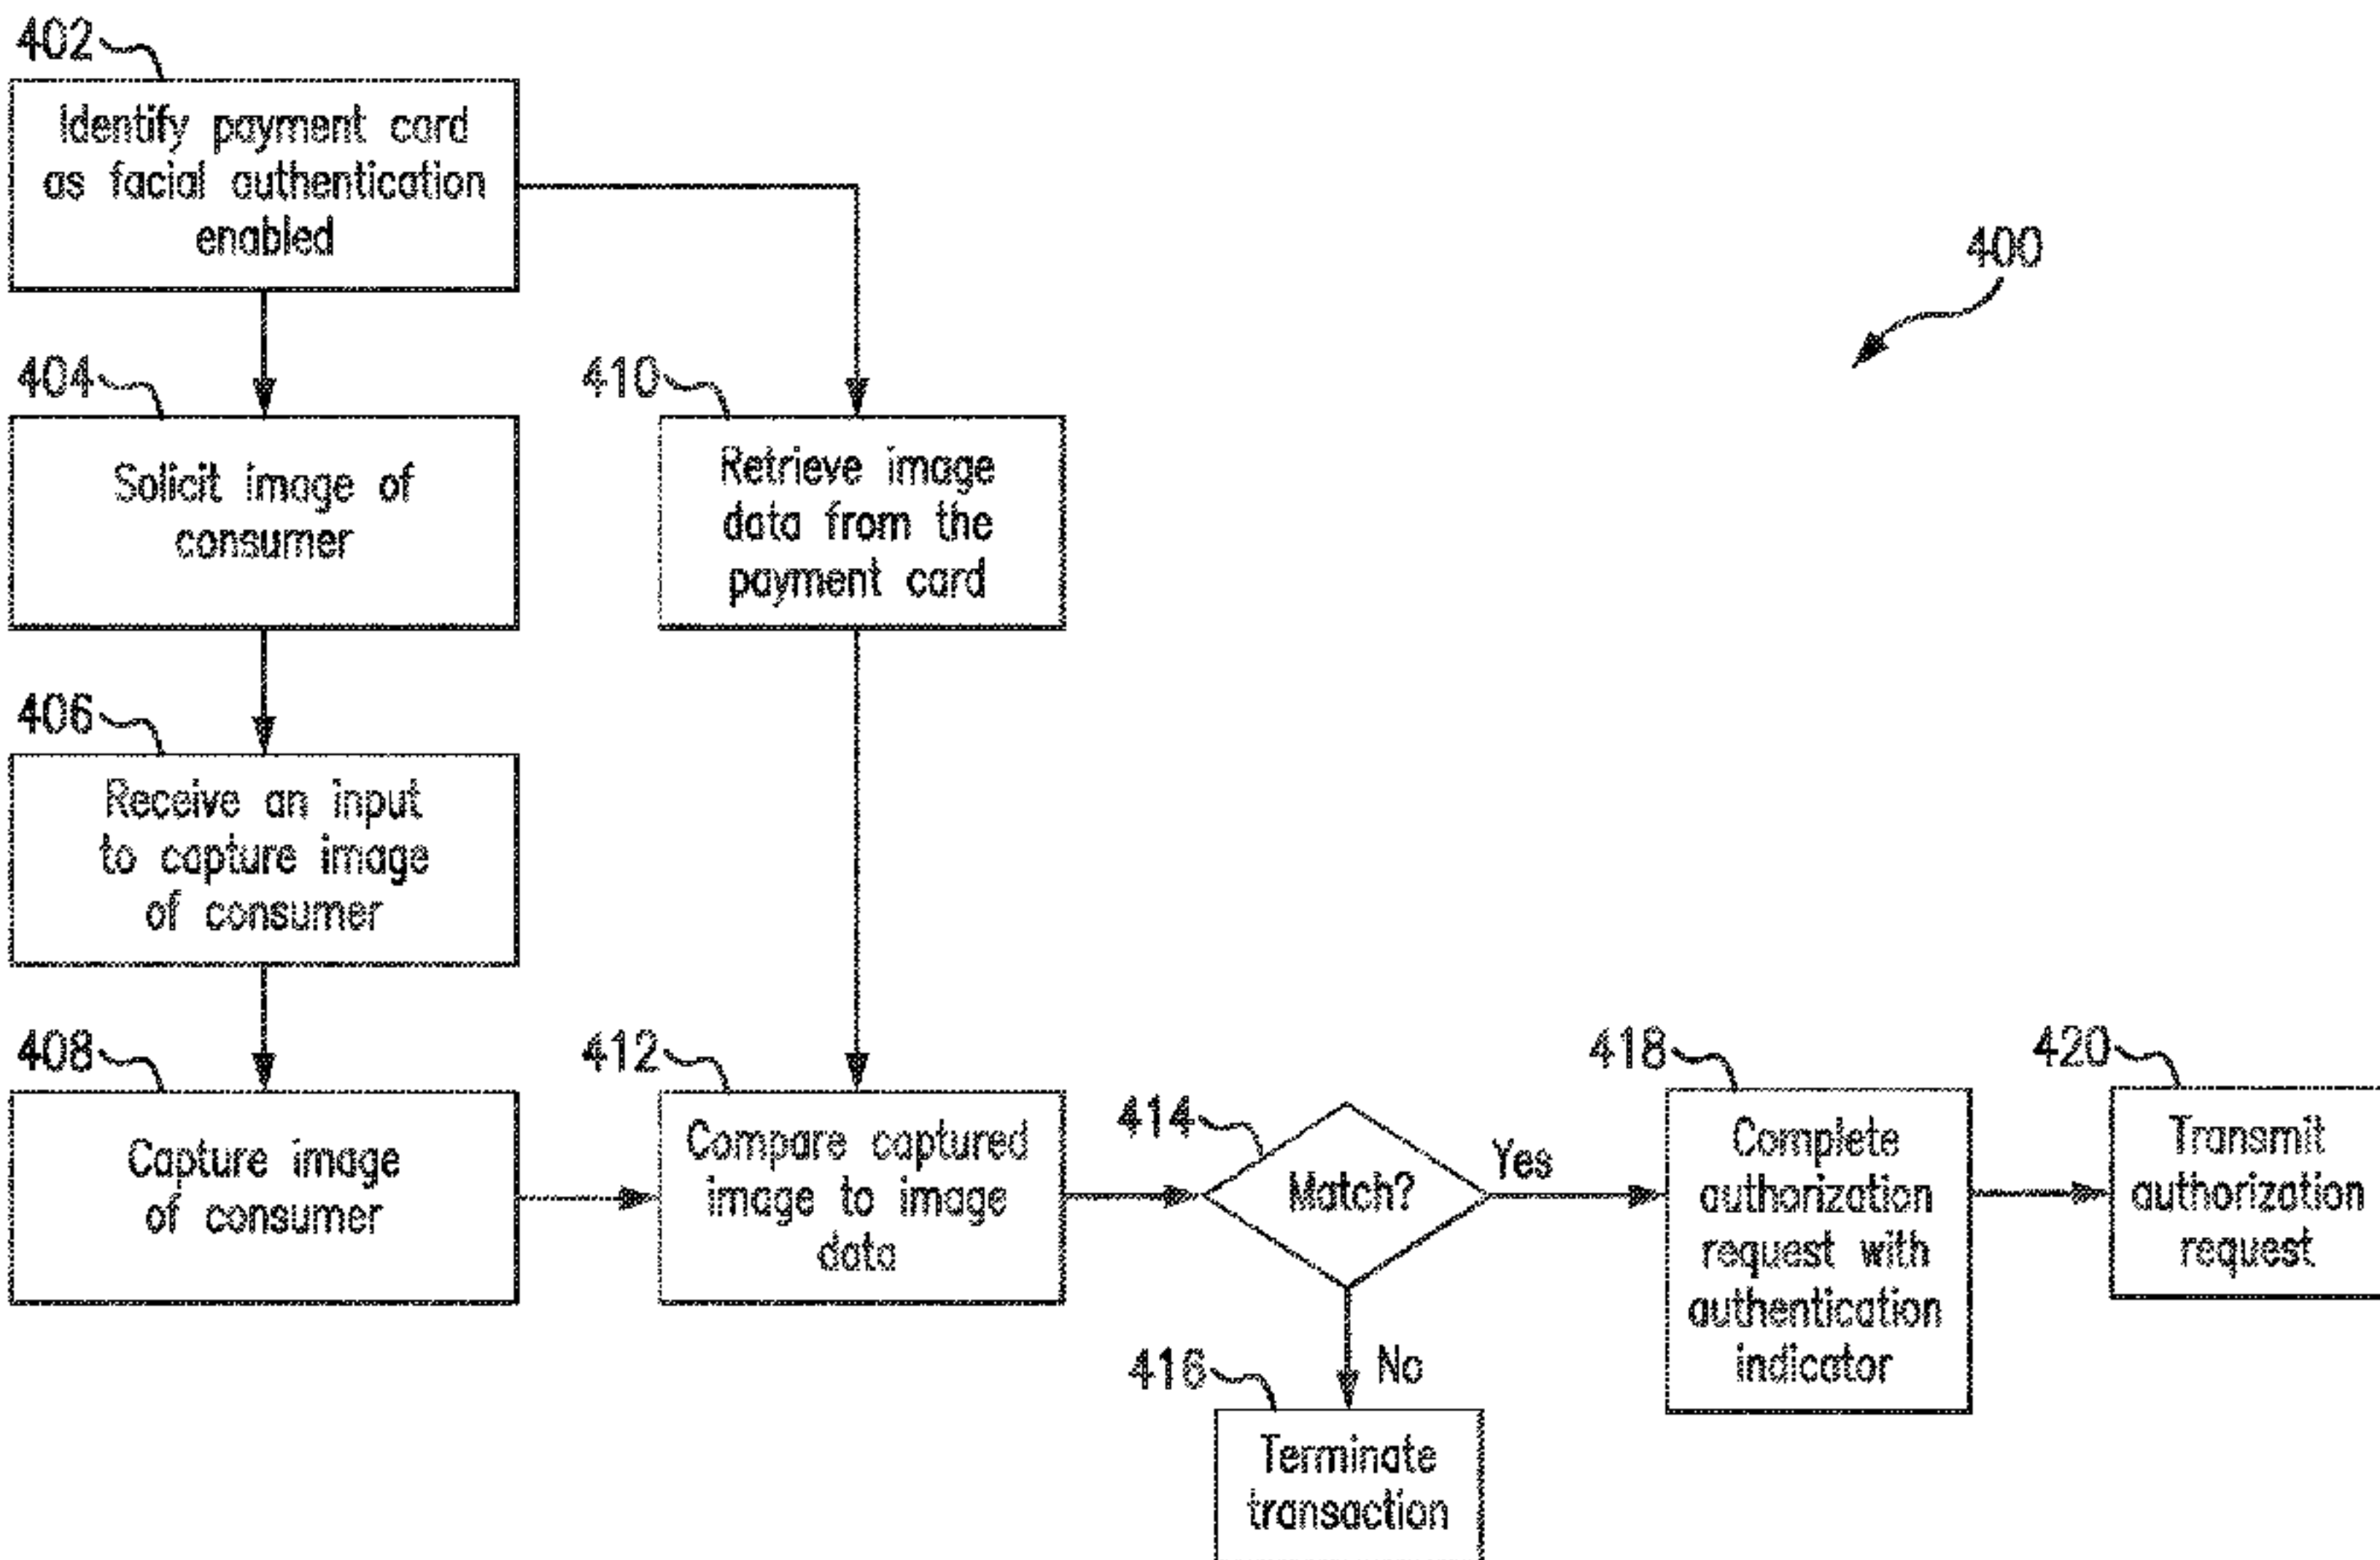 402
Identify payment card
as facial authentication
enabled
400
404
Solicit image of
consumer
410
Retrieve image
data from the
payment card
406
Receive an input
to capture image
of consumer
408
Capture image
of consumer
412
Compare captured
image to image
data
414
Match?
Yes
No
416
Terminate
transaction
418
Complete
authorization
request with
authentication
indicator
420
Transmit
authorization
request